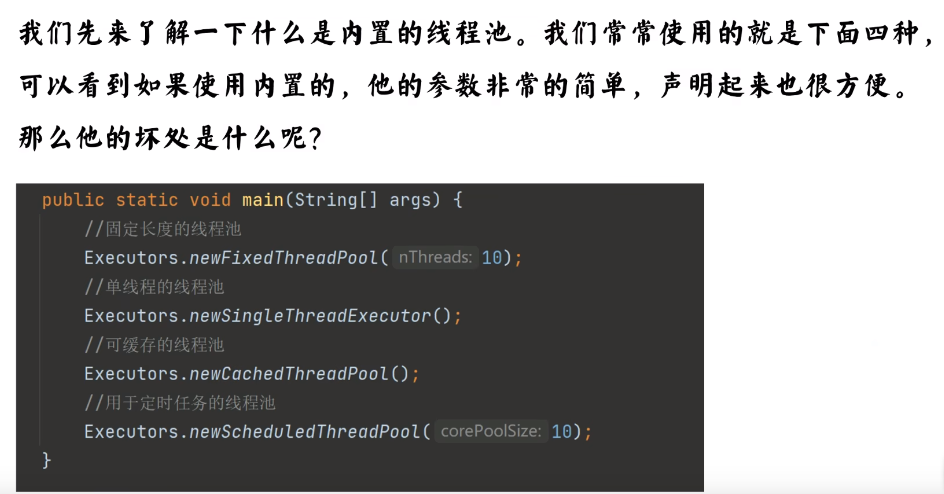 我们先来了解一下什么是内置的线程池。我们常常使用的就是下面四种，
可以看到如果使用内置的，他的参数非常的简单，声明起来也很方便。
那么他的坏处是什么呢？
public static void main(String[] args) {
//固定长度的线程池
Executors.newFixedThreadPool( nThreads: 10);
//单线程的线程池
Executors.newSingleThreadExecutor();
//可缓存的线程池
Executors.newCachedThreadPool();
//用于定时任务的线程池
Executors.newScheduledThreadPool( corePoolSize: 10);
}